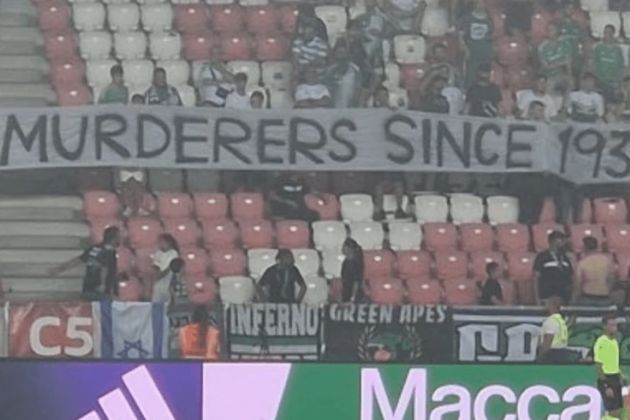 MURDERERS SINCE 193
C5
INFERNO
GREEN APES
Macca